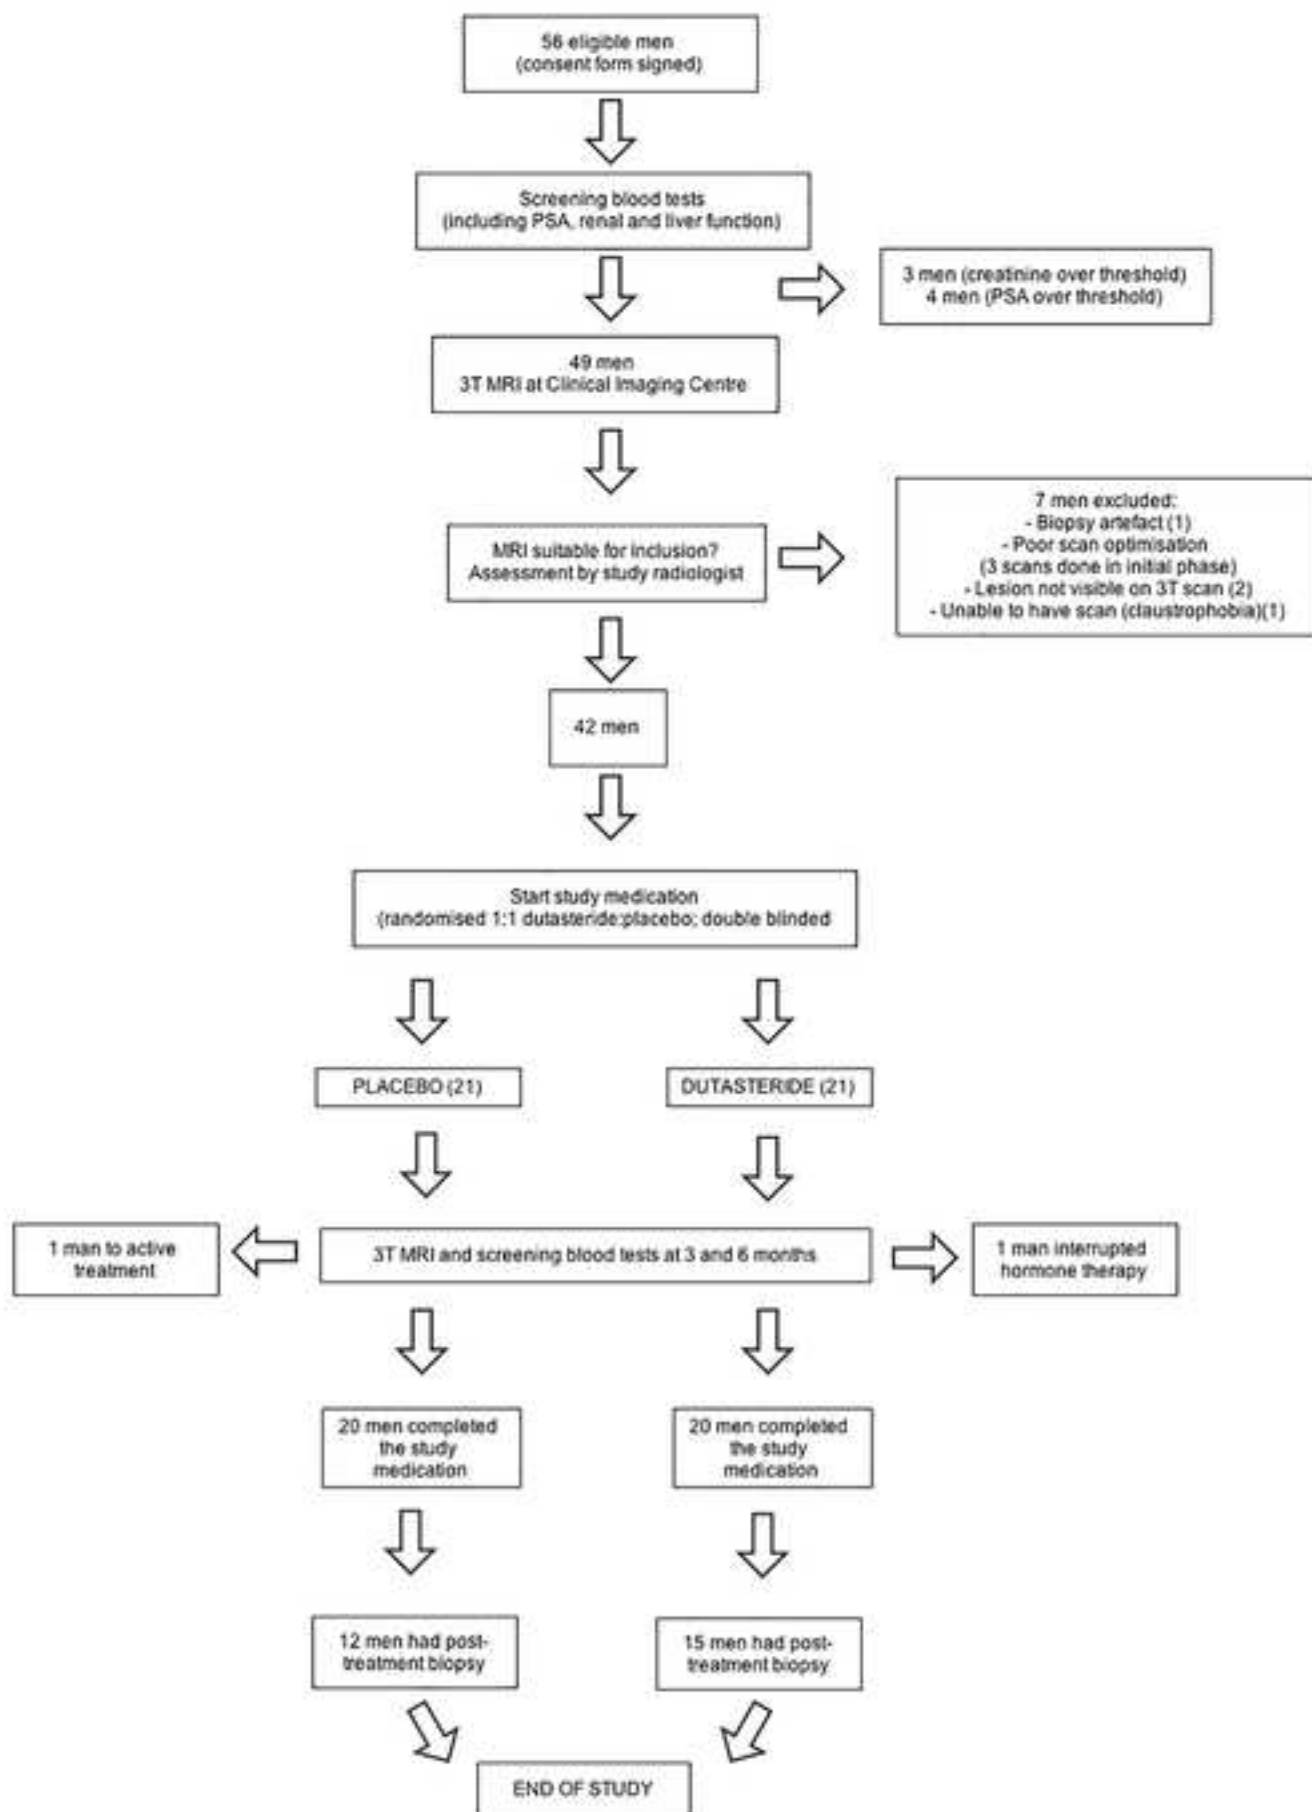 56 eligible men
(consent form signed)
Screening blood tests
(including PSA, renal and liver function)
3 men (creatinine over threshold)
4 men (PSA over threshold)
49 men
3T MRI at Clinical Imaging Centre
MRI suitable for inclusion?
Assessment by study radiologist
7 men excluded:
- Biopsy artefact (1)
- Poor scan optimisation
(3 scans done in initial phase)
- Lesion not visible on 3T scan (2)
- Unable to have scan (claustrophobia)(1)
42 men
Start study medication
(randomised 1:1 dutasteride:placebo; double blinded
PLACEBO (21)
DUTASTERIDE (21)
1 man to active
treatment
3T MRI and screening blood tests at 3 and 6 months
1 man interrupted
hormone therapy
20 men completed
the study
medication
20 men completed
the study
medication
12 men had post-
treatment biopsy
15 men had post-
treatment biopsy
END OF STUDY